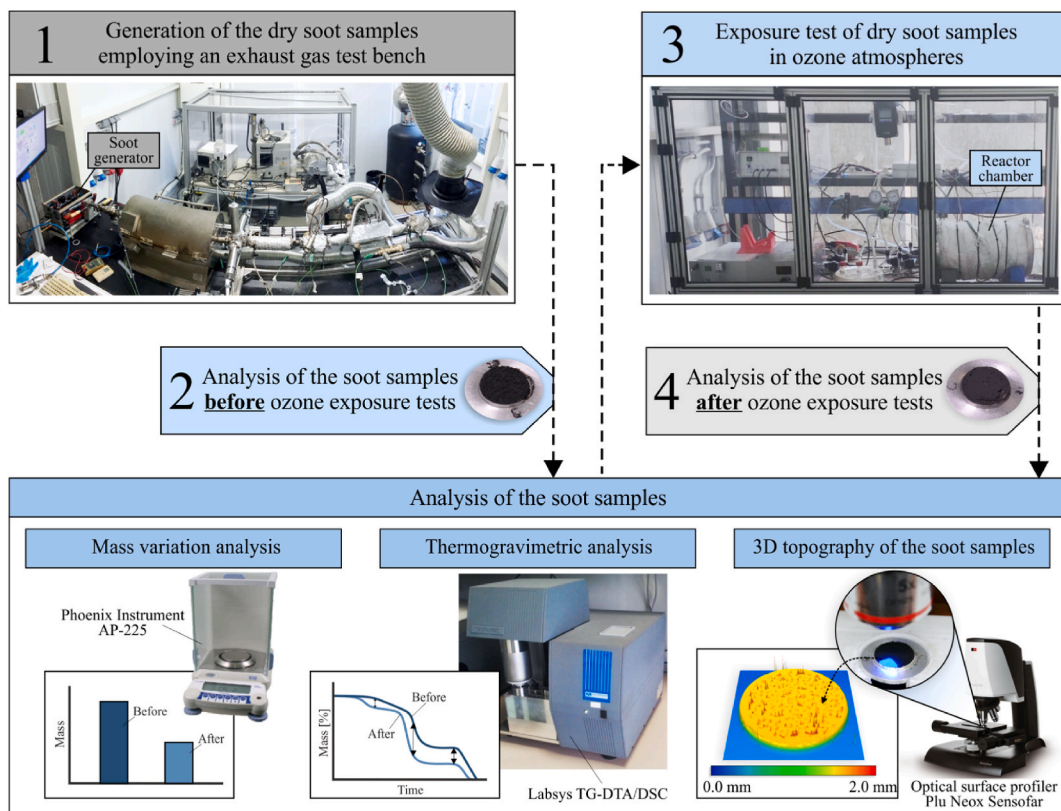 1
Generation of the dry soot samples
employing an exhaust gas test bench
Soot
generator
3
Exposure test of dry soot samples
in ozone atmospheres
Reactor
chamber
2
Analysis of the soot samples
before ozone exposure tests
4
Analysis of the soot samples
after ozone exposure tests
Analysis of the soot samples
Mass variation analysis
Phoenix Instrument
AP-225
Mass
Before
After
Thermogravimetric analysis
Mass [%]
Before
After
Time
Labsys TG-DTA/DSC
3D topography of the soot samples
5x
0.0 mm
2.0 mm
Optical surface profiler
Plu Neox Sensofar